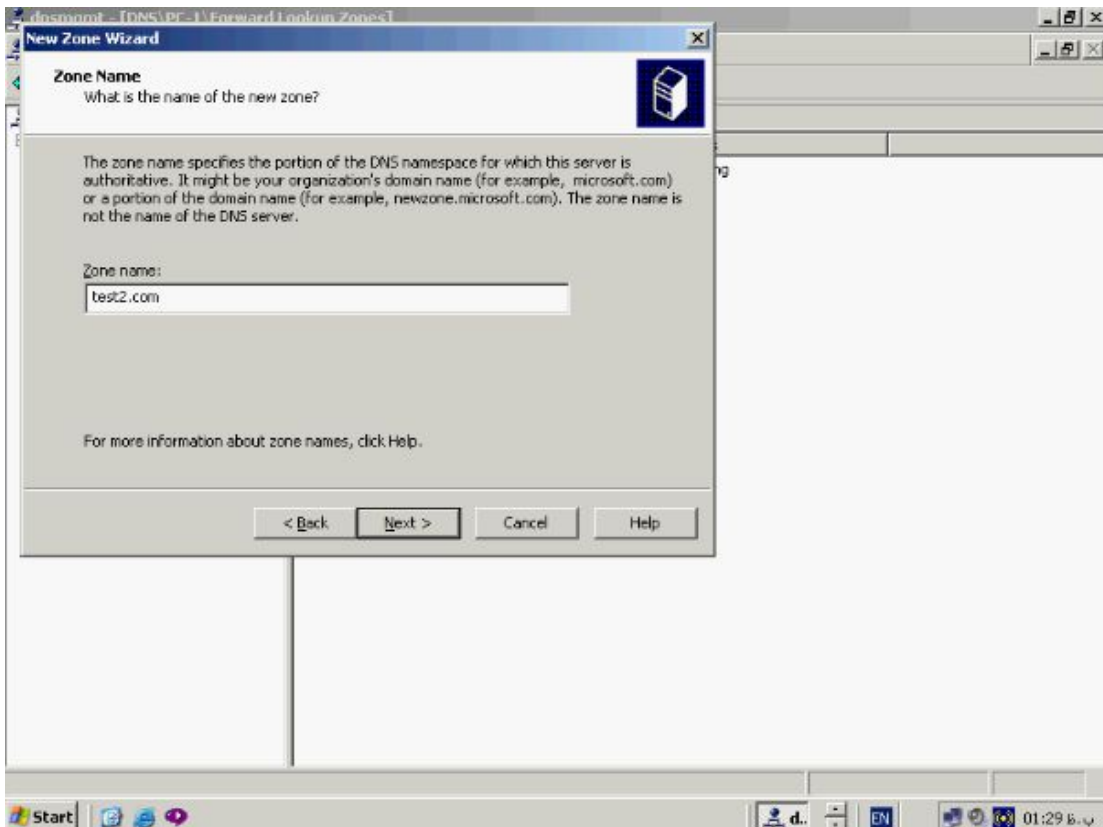 dnsmgmt - [DNS\PC-1\Forward Lookup Zones]
New Zone Wizard
Zone Name
What is the name of the new zone?
The zone name specifies the portion of the DNS namespace for which this server is
authoritative. It might be your organization's domain name (for example, microsoft.com)
or a portion of the domain name (for example, newzone.microsoft.com). The zone name is
not the name of the DNS server.
Zone name:
test2.com
For more information about zone names, click Help.
< Back
Next >
Cancel
Help
Start
d..
EN
01:29 ب.ظ